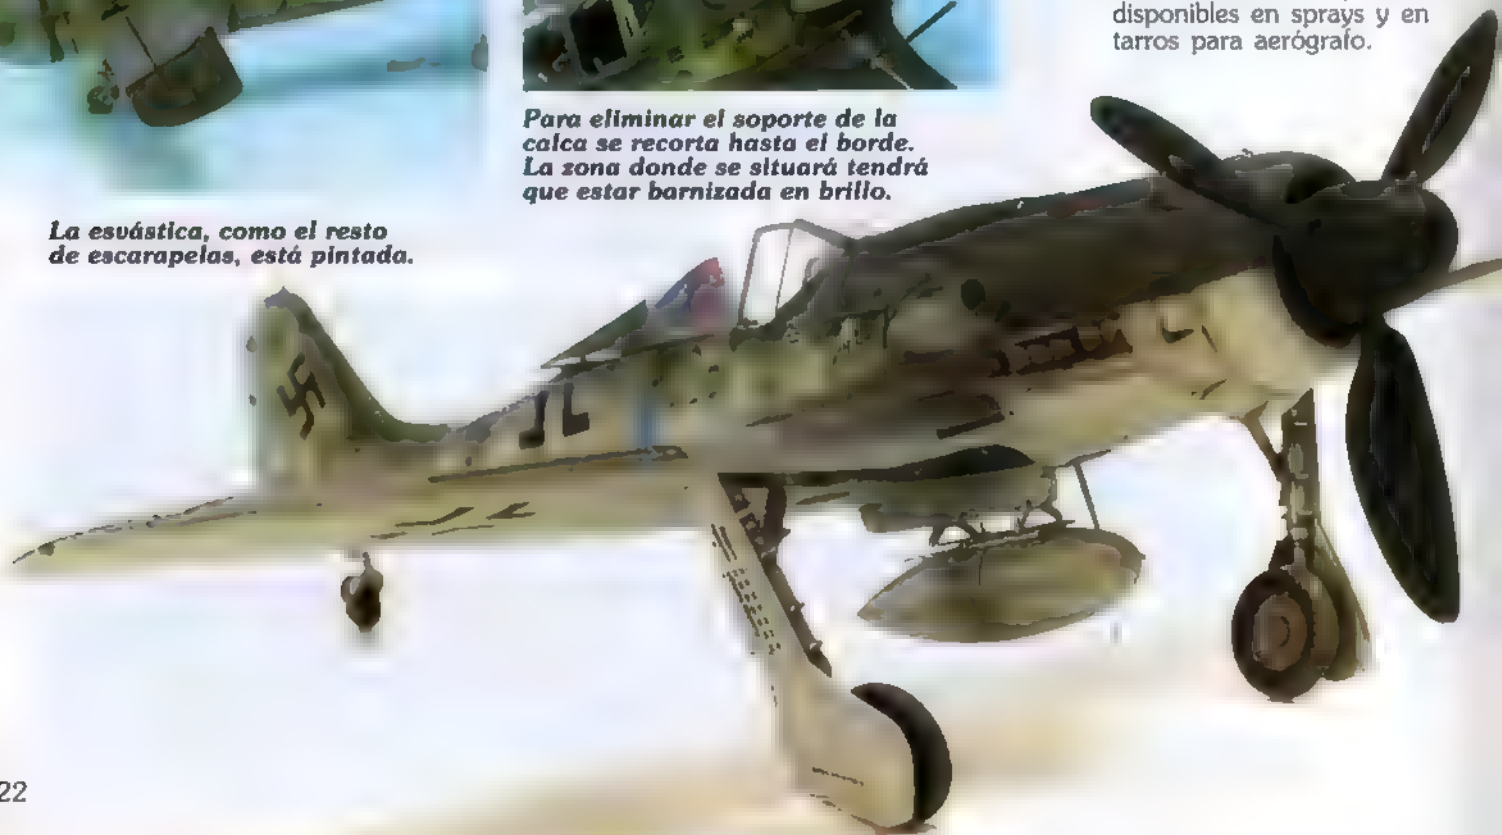 disponibles en sprays y en
tarros para aerógrafo.
Para eliminar el soporte de la
calca se recorta hasta el borde.
La zona donde se situará tendrá
que estar barnizada en brillo.
La esvástica, como el resto
de escarapelas, está pintada.
22